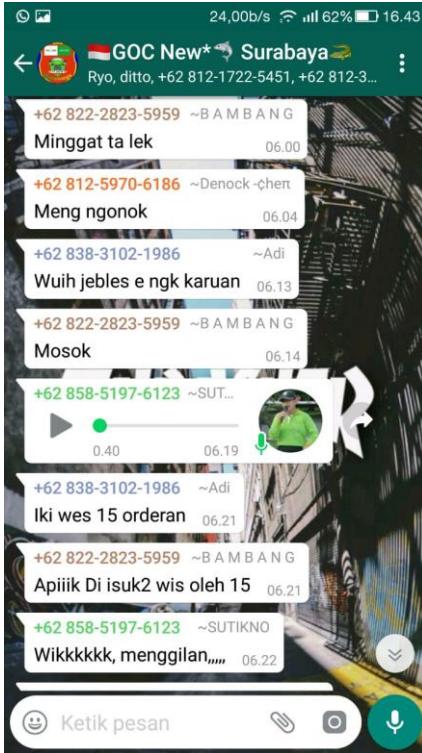 24,00b/s 62% 16.43
GOC New* Surabaya
Ryo, ditto, +62 812-1722-5451, +62 812-3...
+62 822-2823-5959 ~B A M B A N G
Minggat ta lek 06.00
+62 812-5970-6186 ~Denock -¢heπ
Meng ngonok 06.04
+62 838-3102-1986 ~Adi
Wuih jebles e ngk karuan 06.13
+62 822-2823-5959 ~B A M B A N G
Mosok 06.14
+62 858-5197-6123 ~SUT...
0.40 06.19
+62 838-3102-1986 ~Adi
Iki wes 15 orderan 06.21
+62 822-2823-5959 ~B A M B A N G
Apiiik Di isuk2 wis oleh 15 06.21
+62 858-5197-6123 ~SUTIKNO
Wikkkkkk, menggilan,,,,, 06.22
Ketik pesan